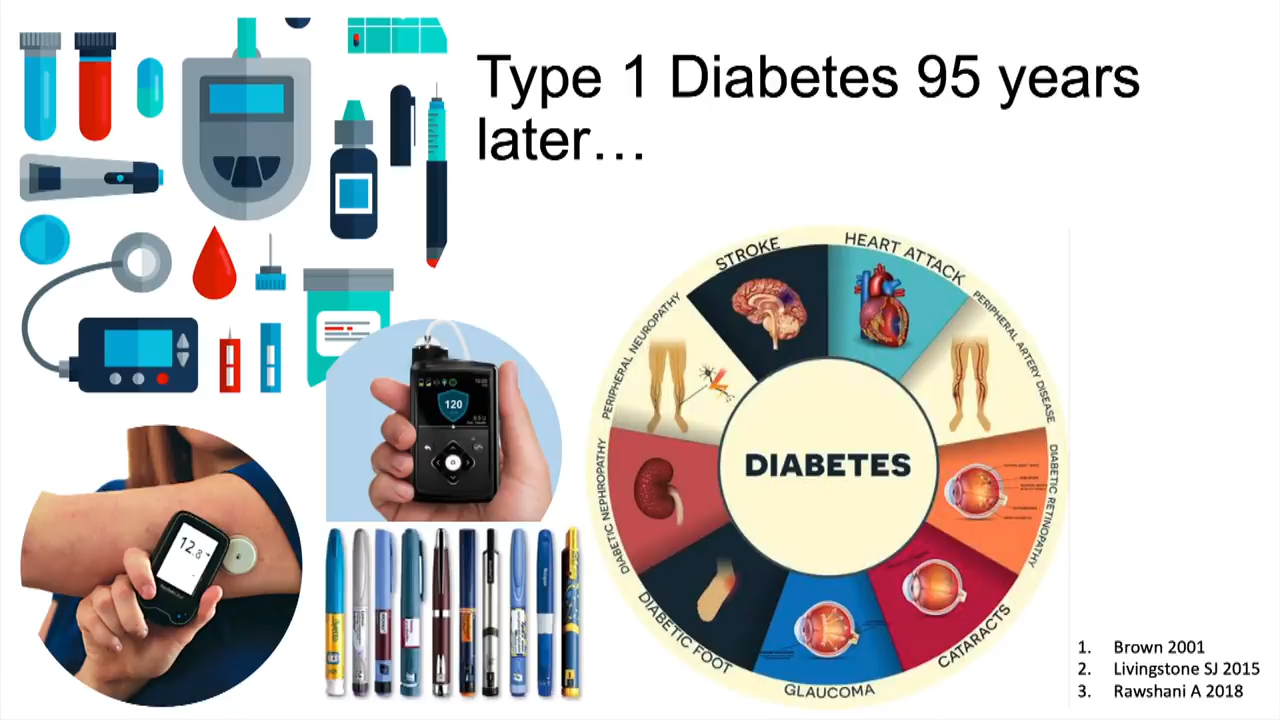 Type 1 Diabetes 95 years
later…
STROKE
HEART ATTACK
PERIPHERAL NEUROPATHY
PERIPHERAL ARTERY DISEASE
DIABETES
DIABETIC NEPHROPATHY
DIABETIC RETINOPATHY
DIABETIC FOOT
CATARACTS
GLAUCOMA
120
12.8
1. Brown 2001
2. Livingstone SJ 2015
3. Rawshani A 2018